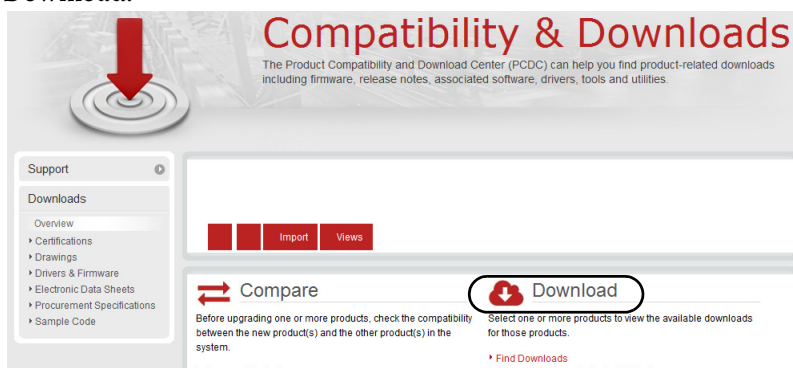 Download.
Compatibility & Downloads
The Product Compatibility and Download Center (PCDC) can help you find product-related downloads
including firmware, release notes, associated software, drivers, tools and utilities.
Support
Downloads
Overview
Certifications
Drawings
Drivers & Firmware
Electronic Data Sheets
Procurement Specifications
Sample Code
Import Views
Compare
Before upgrading one or more products, check the compatibility
between the new product(s) and the other product(s) in the
system.
Download
Select one or more products to view the available downloads
for those products.
Find Downloads